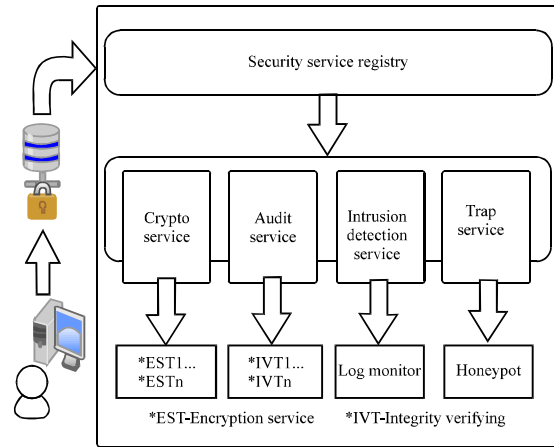 Security service registry
Crypto
service
Audit
service
Intrusion
detection
service
Trap
service
*EST1...
*ESTn
*IVT1...
*IVTn
Log monitor
Honeypot
*EST-Encryption service
*IVT-Integrity verifying